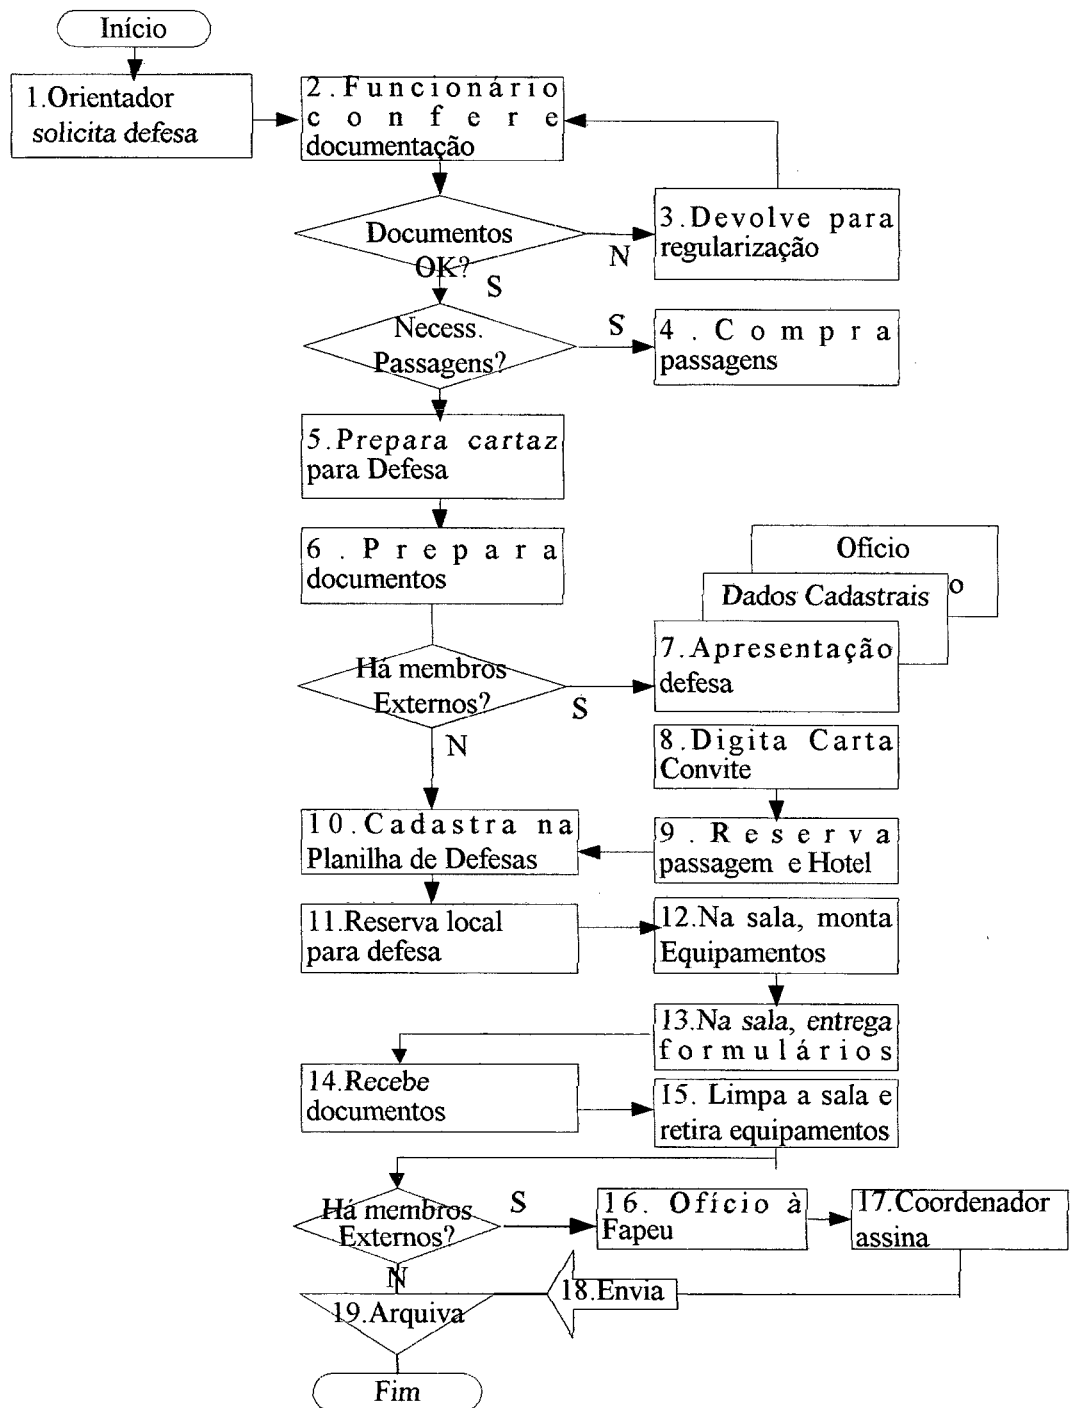 Início
1.Orientador
solicita defesa
2.Funcionário
confere
documentação
Documentos
OK?
N
S
3.Devolve para
regularização
Necess.
Passagens?
S
4.Compra
passagens
5.Prepara cartaz
para Defesa
6.Prepara
documentos
Ofício
o
Dados Cadastrais
7.Apresentação
defesa
Há membros
Externos?
S
N
8.Digita Carta
Convite
9.Reserva
passagem e Hotel
10.Cadastra na
Planilha de Defesas
11.Reserva local
para defesa
12.Na sala, monta
Equipamentos
13.Na sala, entrega
formulários
14.Recebe
documentos
15. Limpa a sala e
retira equipamentos
Há membros
Externos?
S
N
16. Ofício à
Fapeu
17.Coordenador
assina
18.Envia
19.Arquiva
Fim